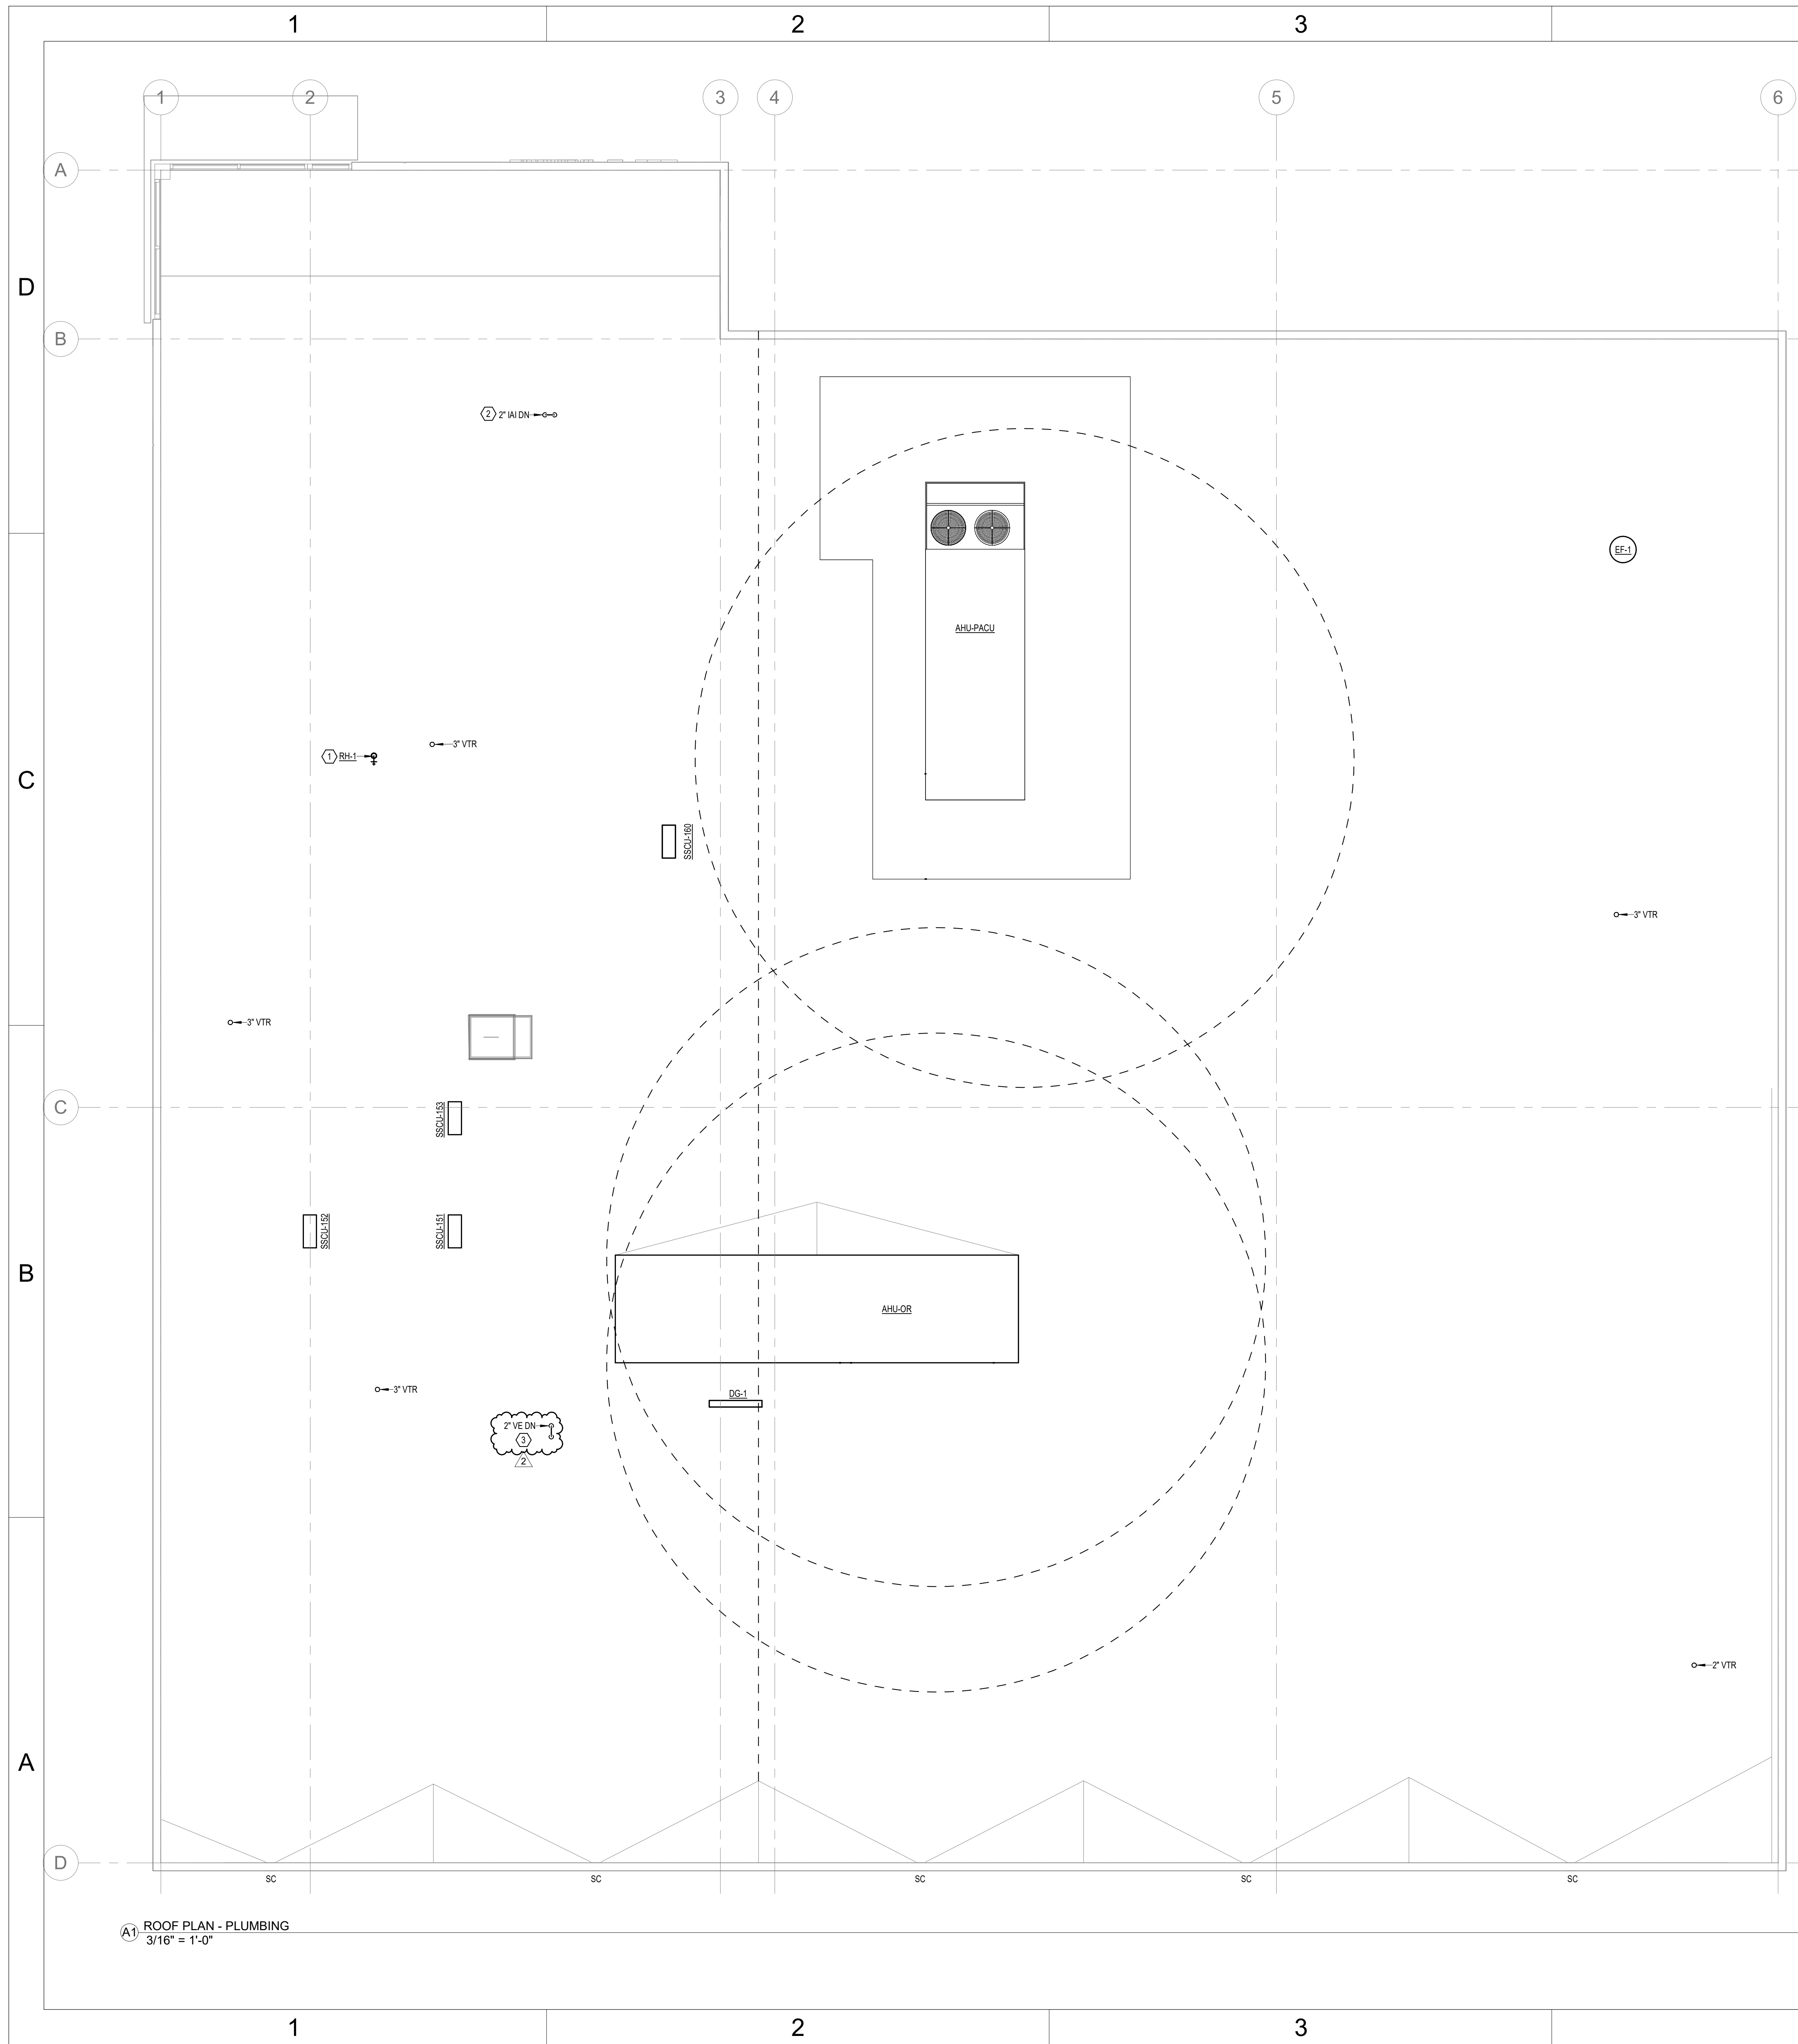 1
2
3
1
2
3
4
5
6
A
D
B
2
2" IAI DN
EF-1
AHU-PACU
3" VTR
1
RH-1
C
SSCU-160
3" VTR
3" VTR
C
SSCU-153
SSCU-152
SSCU-151
B
AHU-OR
3" VTR
DG-1
2" VE DN
3
2
2" VTR
A
D
SC
SC
SC
SC
SC
A1
ROOF PLAN - PLUMBING
3/16" = 1'-0"
1
2
3